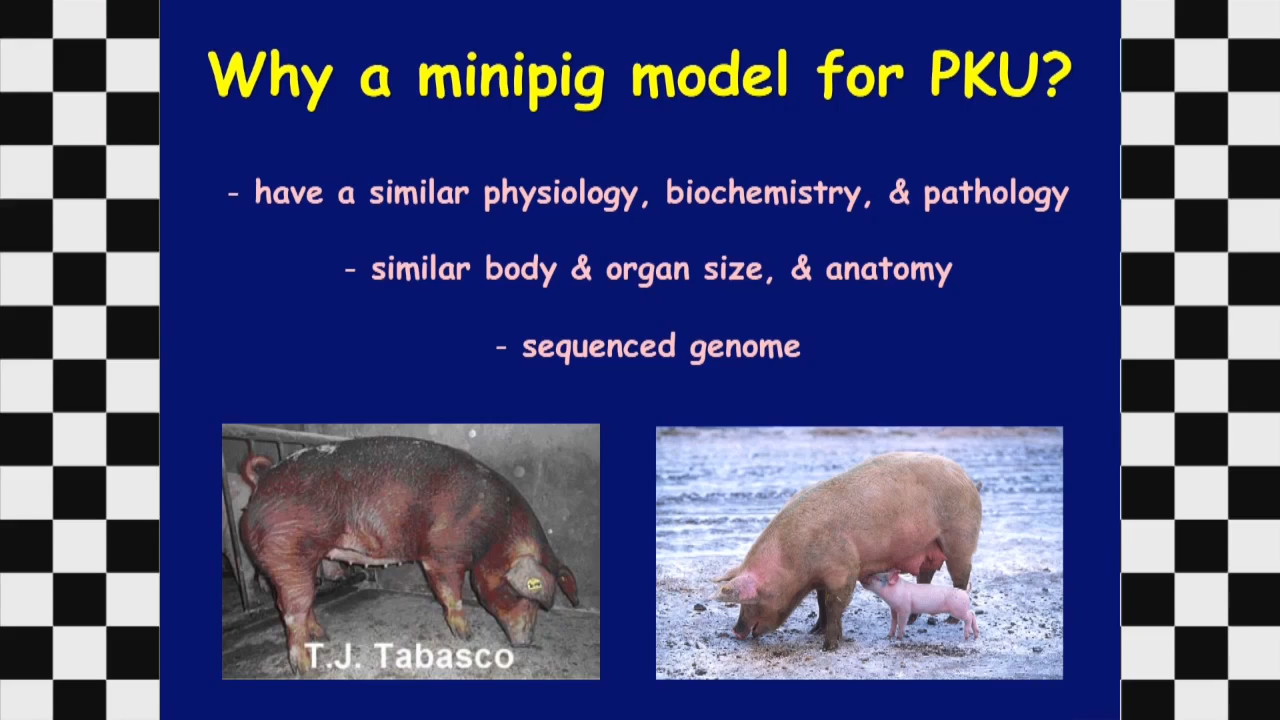 Why a minipig model for PKU?
- have a similar physiology, biochemistry, & pathology
- similar body & organ size, & anatomy
- sequenced genome
T.J. Tabasco